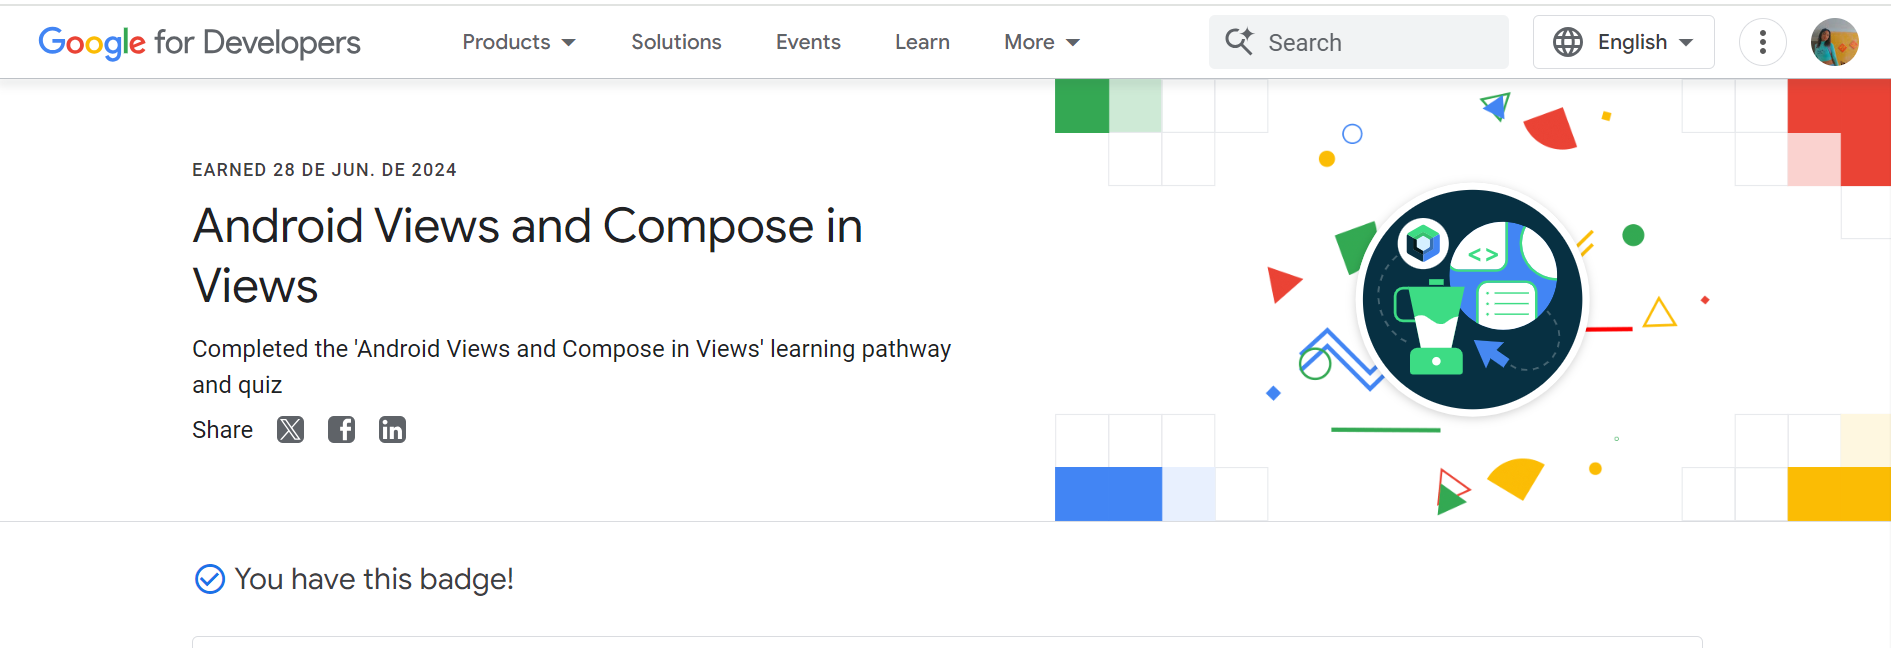 Google for Developers Products Solutions Events Learn More Search English
EARNED 28 DE JUN. DE 2024
Android Views and Compose in
Views
Completed the 'Android Views and Compose in Views' learning pathway
and quiz
Share
<>
You have this badge!